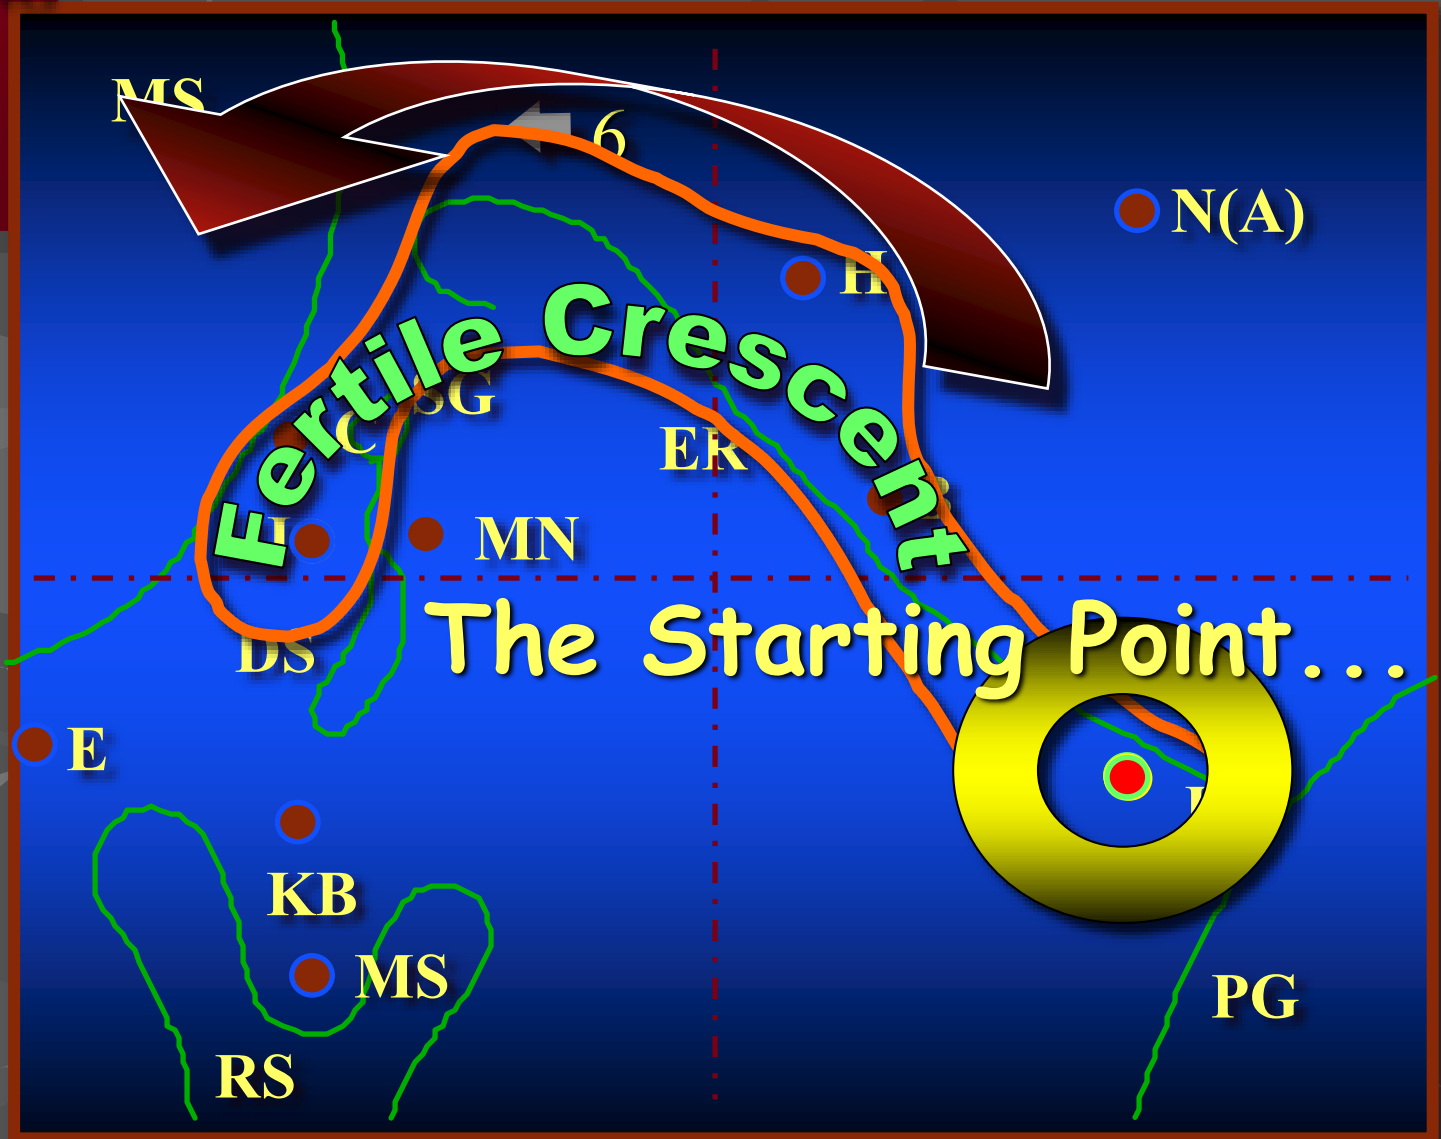 MS
6
N(A)
H
Fertile Crescent
SG
C
ER
MN
The Starting Point...
DS
E
KB
MS
PG
RS